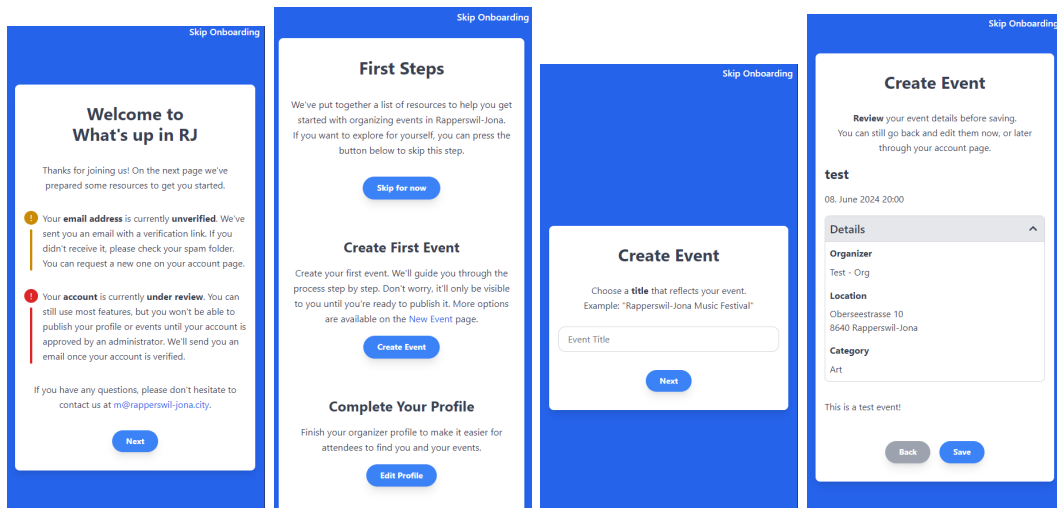 Skip Onboarding
Welcome to
What's up in RJ
Thanks for joining us! On the next page we've
prepared some resources to get you started.
! Your email address is currently unverified. We've
sent you an email with a verification link. If you
didn't receive it, please check your spam folder.
You can request a new one on your account page.
! Your account is currently under review. You can
still use most features, but you won't be able to
publish your profile or events until your account is
approved by an administrator. We'll send you an
email once your account is verified.
If you have any questions, please don't hesitate to
contact us at m@rapperswil-jona.city.
Next
Skip Onboarding
First Steps
We've put together a list of resources to help you get
started with organizing events in Rapperswil-Jona.
If you want to explore for yourself, you can press the
button below to skip this step.
Skip for now
Create First Event
Create your first event. We'll guide you through the
process step by step. Don't worry, it'll only be visible
to you until you're ready to publish it. More options
are available on the New Event page.
Create Event
Complete Your Profile
Finish your organizer profile to make it easier for
attendees to find you and your events.
Edit Profile
Skip Onboarding
Create Event
Choose a title that reflects your event.
Example: "Rapperswil-Jona Music Festival"
Event Title
Next
Skip Onboarding
Create Event
Review your event details before saving.
You can still go back and edit them now, or later
through your account page.
test
08. June 2024 20:00
Details
Organizer
Test - Org
Location
Oberseestrasse 10
8640 Rapperswil-Jona
Category
Art
This is a test event!
Back
Save